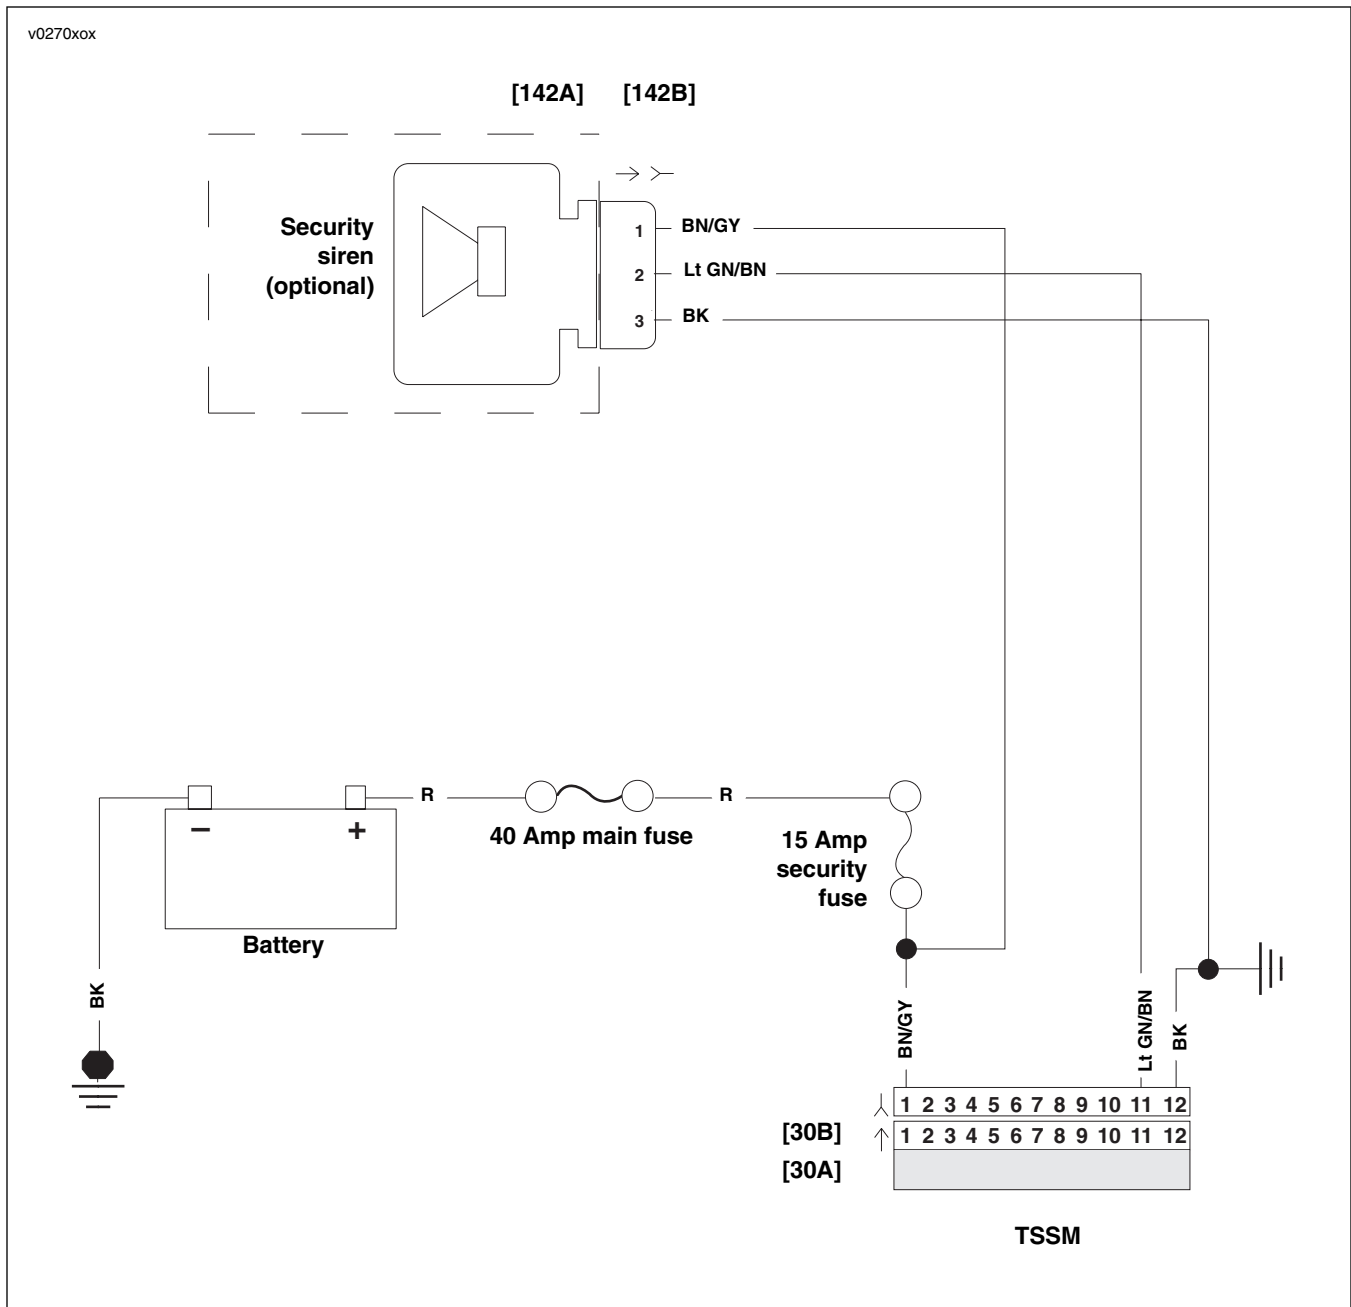 v0270xox
[142A] [142B]
Security
siren
(optional)
1 BN/GY
2 Lt GN/BN
3 BK
R
R
40 Amp main fuse
15 Amp
security
fuse
–
+
Battery
BK
BN/GY
Lt GN/BN
BK
1 2 3 4 5 6 7 8 9 10 11 12
[30B]
1 2 3 4 5 6 7 8 9 10 11 12
[30A]
TSSM